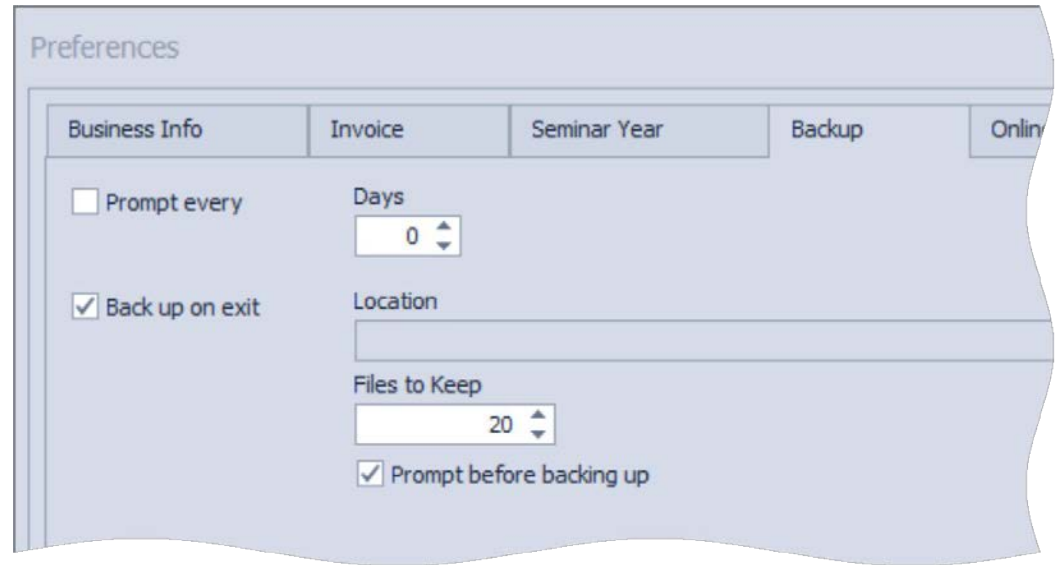 Preferences
Business Info Invoice Seminar Year Backup
Prompt every Days
0
Back up on exit Location
Files to Keep
20
Prompt before backing up